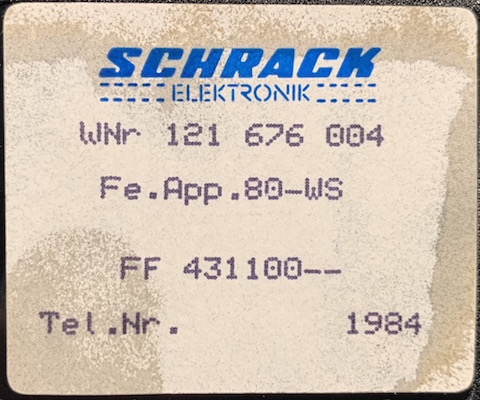 SCHRACK
ELEKTRONIK
WNr 121 676 004
Fe.App.80-WS
FF 431100--
Tel.Nr. 1984